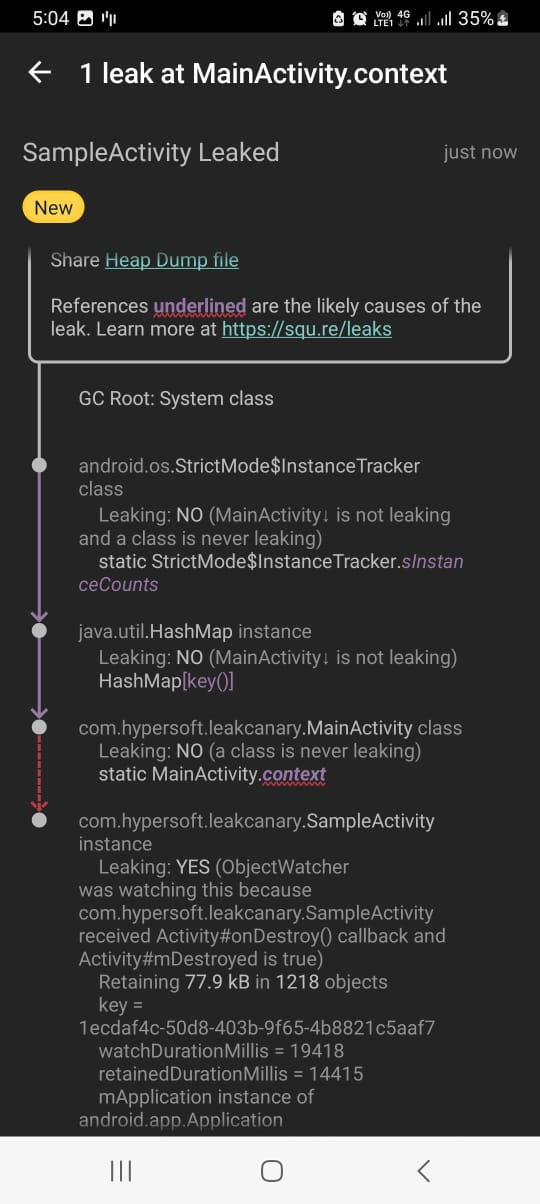 5:04
Vo) 4G
LTE1 ↓↑
35%
← 1 leak at MainActivity.context
SampleActivity Leaked
just now
New
Share Heap Dump file
References underlined are the likely causes of the
leak. Learn more at https://squ.re/leaks
GC Root: System class
android.os.StrictMode$InstanceTracker
class
Leaking: NO (MainActivity↓ is not leaking
and a class is never leaking)
static StrictMode$InstanceTracker.sInstan
ceCounts
java.util.HashMap instance
Leaking: NO (MainActivity↓ is not leaking)
HashMap[key()]
com.hypersoft.leakcanary.MainActivity class
Leaking: NO (a class is never leaking)
static MainActivity.context
com.hypersoft.leakcanary.SampleActivity
instance
Leaking: YES (ObjectWatcher
was watching this because
com.hypersoft.leakcanary.SampleActivity
received Activity#onDestroy() callback and
Activity#mDestroyed is true)
Retaining 77.9 kB in 1218 objects
key =
1ecdaf4c-50d8-403b-9f65-4b8821c5aaf7
watchDurationMillis = 19418
retainedDurationMillis = 14415
mApplication instance of
android.app.Application